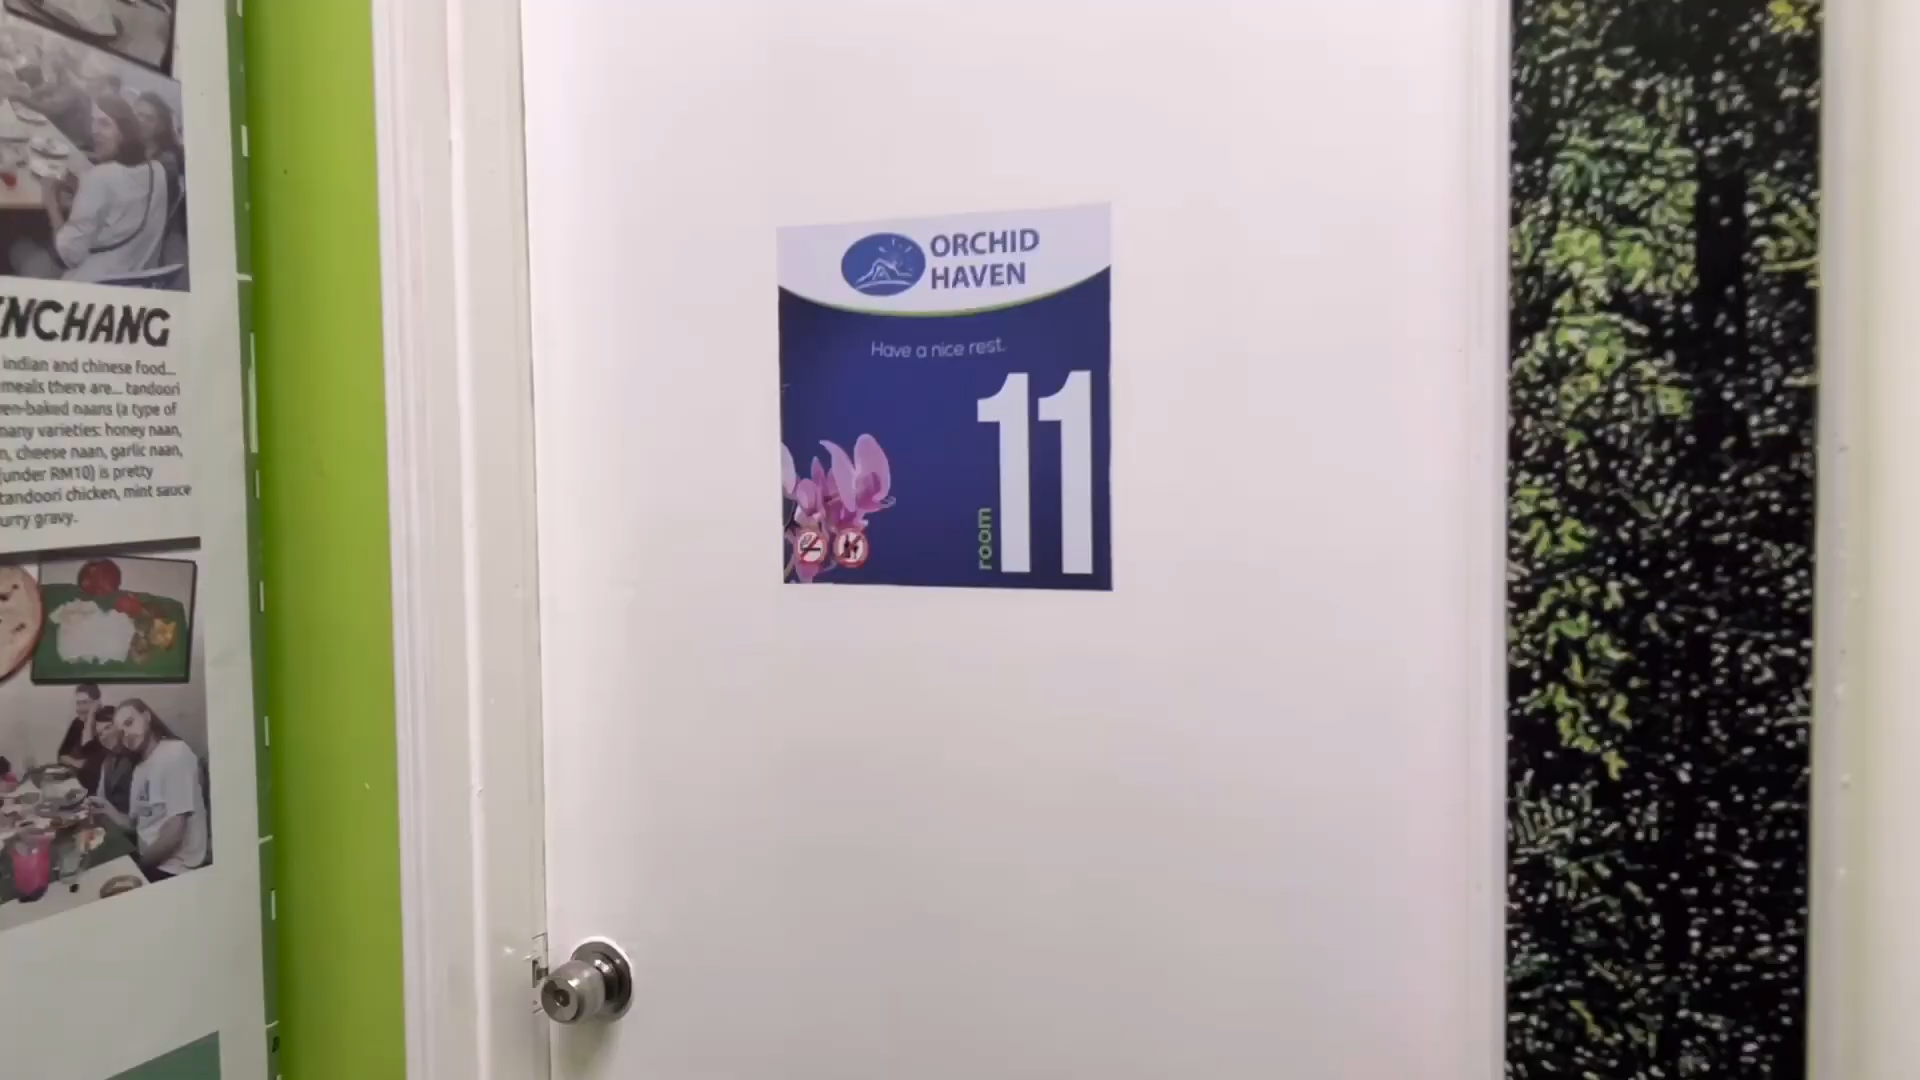 NCHANG
indian and chinese food...
meals there are... tandoori
en-baked naans (a type of
many varieties: honey naan,
n, cheese naan, garlic naan,
(under RM10) is pretty
tandoori chicken, mint sauce
urry gravy.
ORCHID
HAVEN
Have a nice rest.
room
11